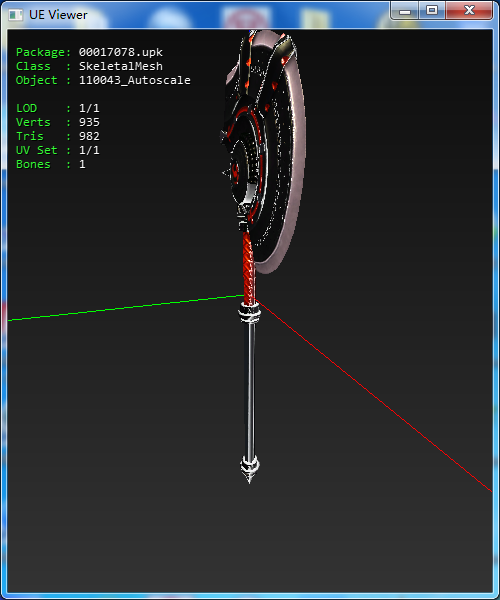 UE Viewer
Package: 00017078.upk
Class : SkeletalMesh
Object : 110043_Autoscale
LOD : 1/1
Verts : 935
Tris : 982
UV Set : 1/1
Bones : 1